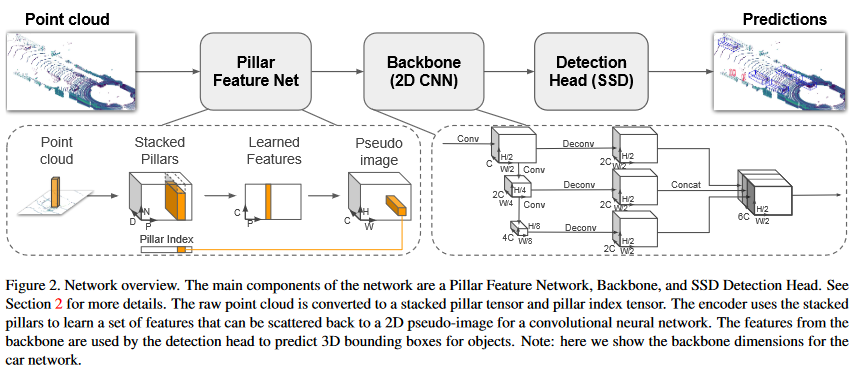 Point cloud
Pillar
Feature Net
Backbone
(2D CNN)
Detection
Head (SSD)
Predictions
Point
cloud
Stacked
Pillars
Learned
Features
Pseudo
image
D
N
P
C
P
C
H
W
Pillar Index
Conv
C
H/2
W/2
Conv
2C
H/4
W/4
Conv
4C
H/8
W/8
Deconv
2C
H/2
W/2
Deconv
2C
H/2
W/2
Deconv
2C
H/2
W/2
Concat
6C
H/2
W/2
Figure 2. Network overview. The main components of the network are a Pillar Feature Network, Backbone, and SSD Detection Head. See
Section 2 for more details. The raw point cloud is converted to a stacked pillar tensor and pillar index tensor. The encoder uses the stacked
pillars to learn a set of features that can be scattered back to a 2D pseudo-image for a convolutional neural network. The features from the
backbone are used by the detection head to predict 3D bounding boxes for objects. Note: here we show the backbone dimensions for the
car network.